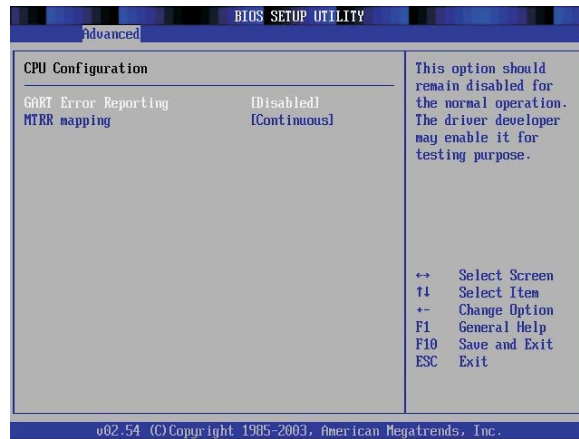 BIOS SETUP UTILITY
Advanced
CPU Configuration
GART Error Reporting [Disabled]
MTRR mapping [Continuous]
This option should
remain disabled for
the normal operation.
The driver developer
may enable it for
testing purpose.
↔ Select Screen
↑↓ Select Item
+- Change Option
F1 General Help
F10 Save and Exit
ESC Exit
v02.54 (C)Copyright 1985-2003, American Megatrends, Inc.